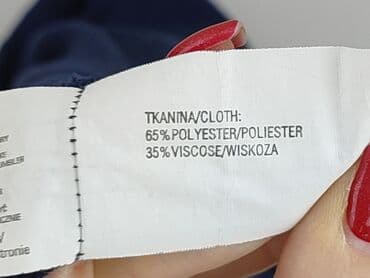 TKANINA/CLOTH:
65% POLYESTER/POLIESTER
35% VISCOSE/WISKOZA